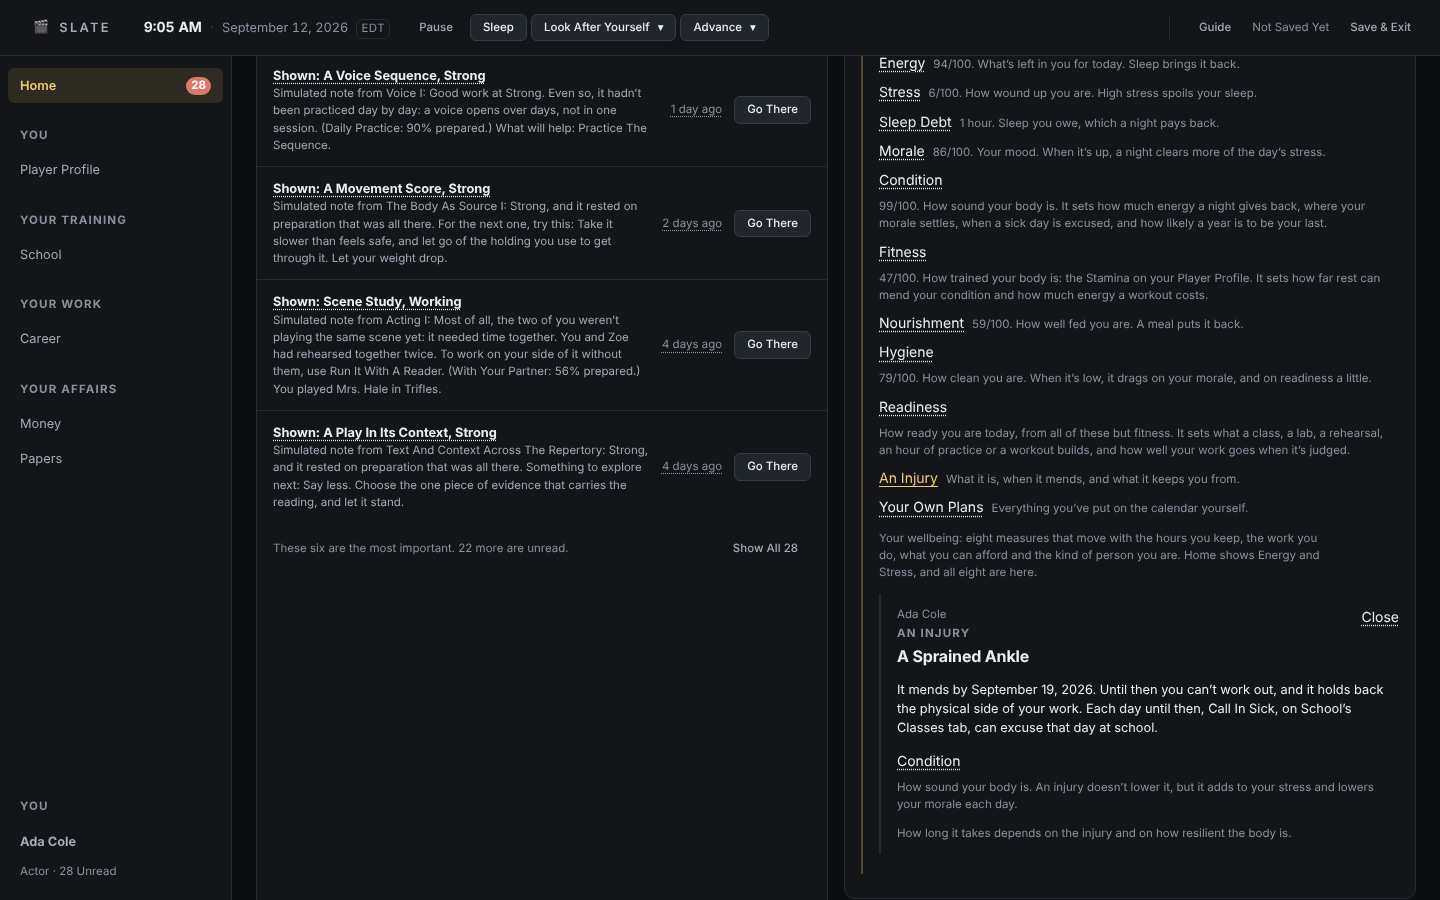 SLATE
9:05 AM · September 12, 2026 EDT
Pause
Sleep
Look After Yourself ▾
Advance ▾
Guide
Not Saved Yet
Save & Exit
Home
28
YOU
Player Profile
YOUR TRAINING
School
YOUR WORK
Career
YOUR AFFAIRS
Money
Papers
YOU
Ada Cole
Actor · 28 Unread
Shown: A Voice Sequence, Strong
Simulated note from Voice I: Good work at Strong. Even so, it hadn't
been practiced day by day: a voice opens over days, not in one
session. (Daily Practice: 90% prepared.) What will help: Practice The
Sequence.
1 day ago
Go There
Shown: A Movement Score, Strong
Simulated note from The Body As Source I: Strong, and it rested on
preparation that was all there. For the next one, try this: Take it
slower than feels safe, and let go of the holding you use to get
through it. Let your weight drop.
2 days ago
Go There
Shown: Scene Study, Working
Simulated note from Acting I: Most of all, the two of you weren't
playing the same scene yet: it needed time together. You and Zoe
had rehearsed together twice. To work on your side of it without
them, use Run It With A Reader. (With Your Partner: 56% prepared.)
You played Mrs. Hale in Trifles.
4 days ago
Go There
Shown: A Play In Its Context, Strong
Simulated note from Text And Context Across The Repertory: Strong,
and it rested on preparation that was all there. Something to explore
next: Say less. Choose the one piece of evidence that carries the
reading, and let it stand.
4 days ago
Go There
These six are the most important. 22 more are unread.
Show All 28
Energy 94/100. What's left in you for today. Sleep brings it back.
Stress 6/100. How wound up you are. High stress spoils your sleep.
Sleep Debt 1 hour. Sleep you owe, which a night pays back.
Morale 86/100. Your mood. When it's up, a night clears more of the day's stress.
Condition
99/100. How sound your body is. It sets how much energy a night gives back, where your
morale settles, when a sick day is excused, and how likely a year is to be your last.
Fitness
47/100. How trained your body is: the Stamina on your Player Profile. It sets how far rest can
mend your condition and how much energy a workout costs.
Nourishment 59/100. How well fed you are. A meal puts it back.
Hygiene
79/100. How clean you are. When it's low, it drags on your morale, and on readiness a little.
Readiness
How ready you are today, from all of these but fitness. It sets what a class, a lab, a rehearsal,
an hour of practice or a workout builds, and how well your work goes when it's judged.
An Injury What it is, when it mends, and what it keeps you from.
Your Own Plans Everything you've put on the calendar yourself.
Your wellbeing: eight measures that move with the hours you keep, the work you
do, what you can afford and the kind of person you are. Home shows Energy and
Stress, and all eight are here.
Ada Cole
Close
AN INJURY
A Sprained Ankle
It mends by September 19, 2026. Until then you can't work out, and it holds back
the physical side of your work. Each day until then, Call In Sick, on School's
Classes tab, can excuse that day at school.
Condition
How sound your body is. An injury doesn't lower it, but it adds to your stress and lowers
your morale each day.
How long it takes depends on the injury and on how resilient the body is.